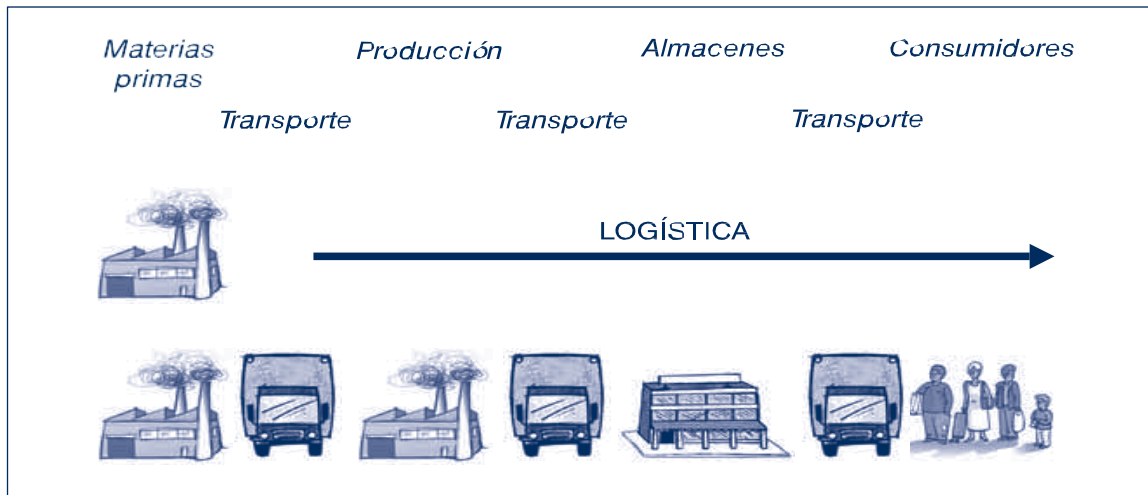 Materias
primas
Producción
Almacenes
Consumidores
Transporte
Transporte
Transporte
LOGÍSTICA